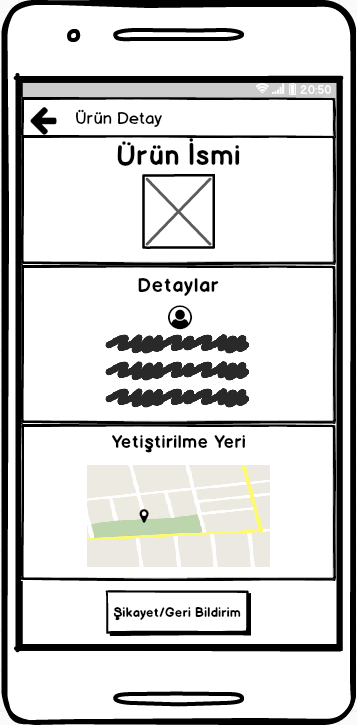 20:50
Ürün Detay
Ürün İsmi
Detaylar
Yetiştirilme Yeri
Şikayet/Geri Bildirim